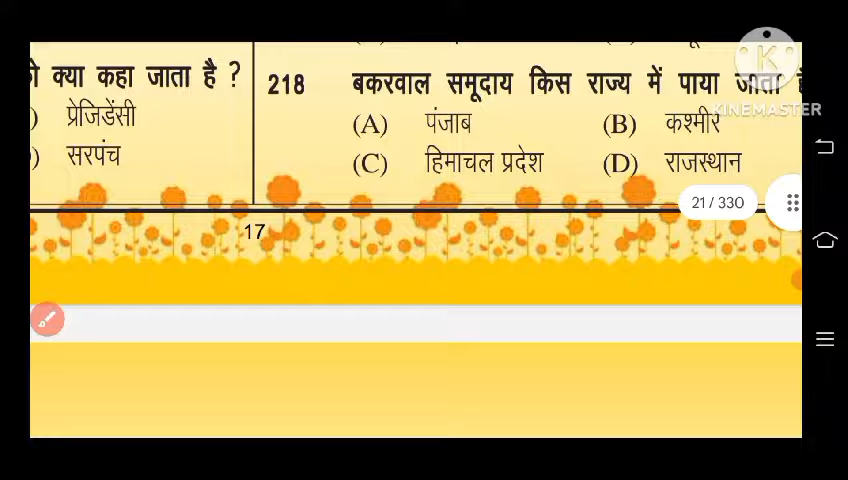 क्या कहा जाता है ?
) प्रेजिडेंसी
) सरपंच
218 बकरवाल समूदाय किस राज्य में पाया जाता
(A) पंजाब (B) कश्मीर
(C) हिमाचल प्रदेश (D) राजस्थान
17
21 / 330
KINEMASTER